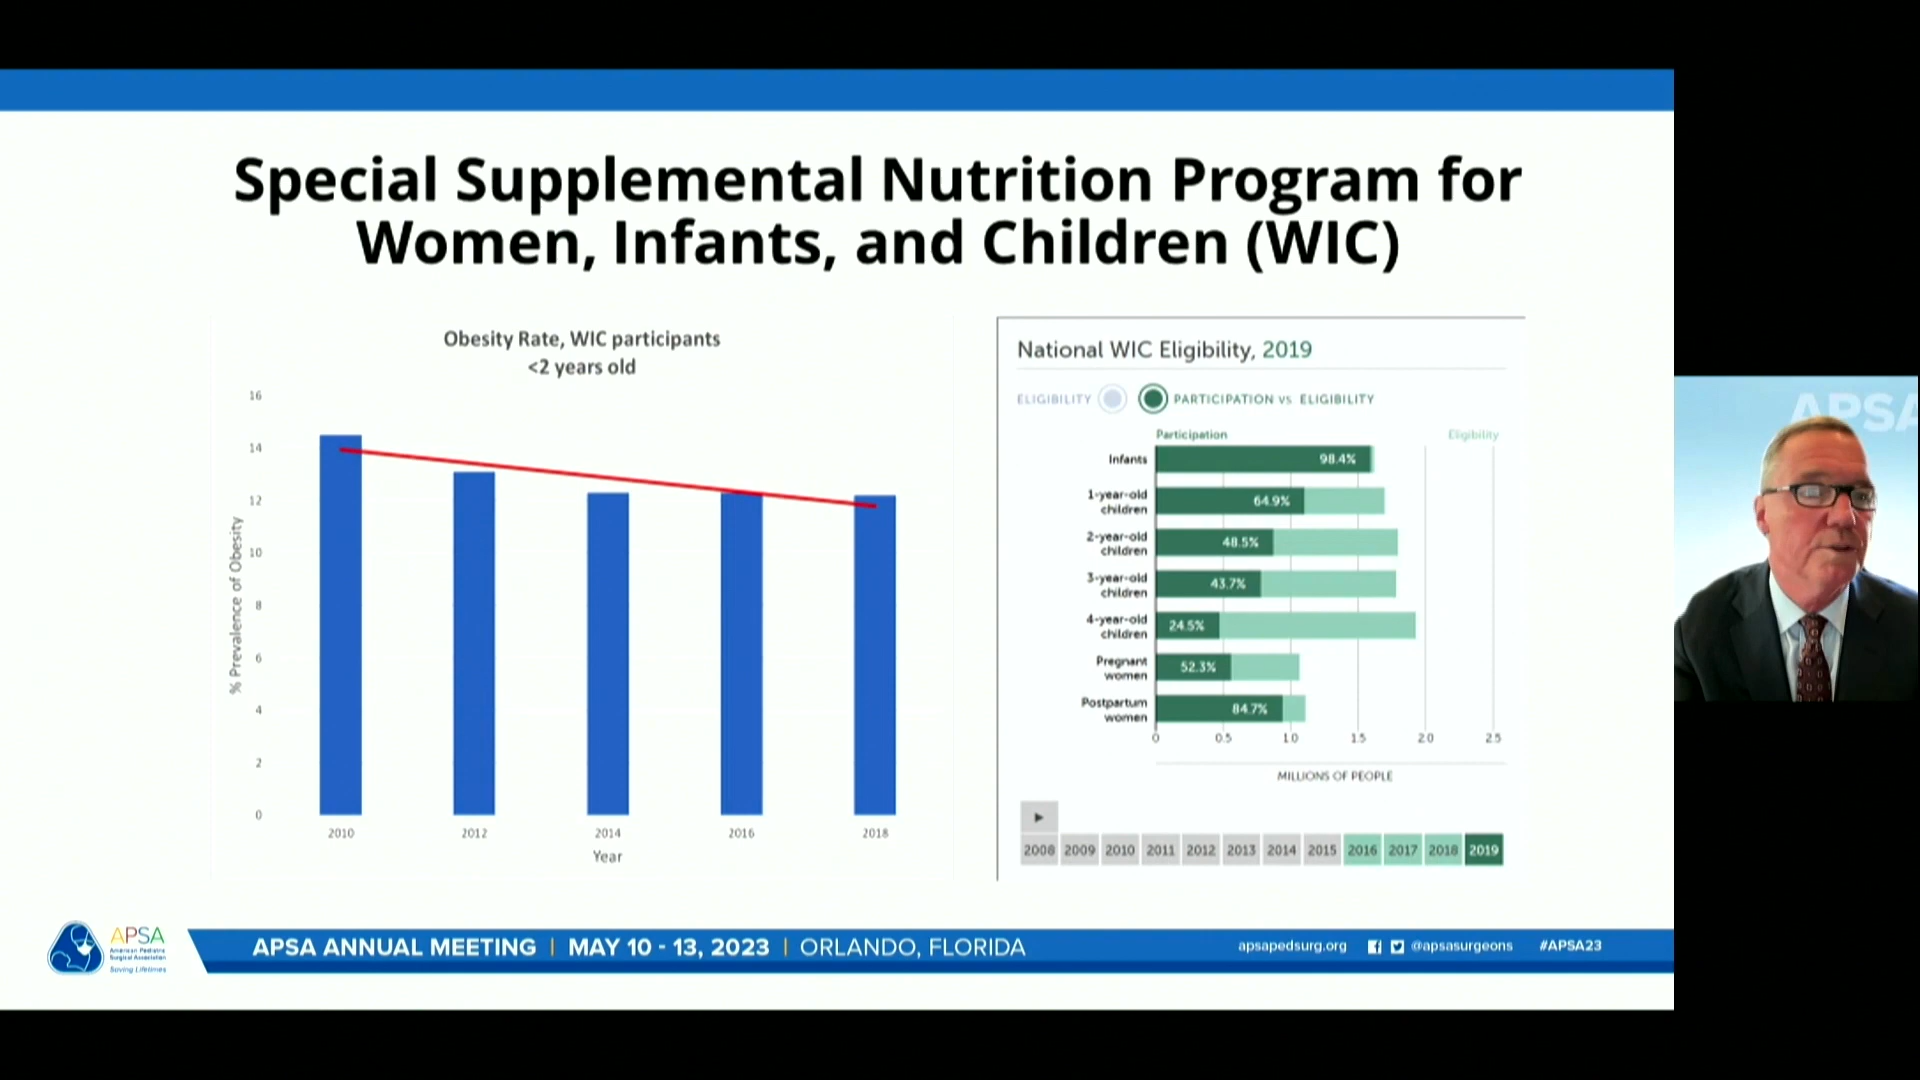 Special Supplemental Nutrition Program for
Women, Infants, and Children (WIC)
Obesity Rate, WIC participants
<2 years old
16
14
12
10
8
6
4
2
0
% Prevalence of Obesity
2010 2012 2014 2016 2018
Year
National WIC Eligibility, 2019
ELIGIBILITY PARTICIPATION vs ELIGIBILITY
Participation Eligibility
Infants 98.4%
1-year-old
children 64.9%
2-year-old
children 48.5%
3-year-old
children 43.7%
4-year-old
children 24.5%
Pregnant
women 52.3%
Postpartum
women 84.7%
0 0.5 1.0 1.5 2.0 2.5
MILLIONS OF PEOPLE
2008 2009 2010 2011 2012 2013 2014 2015 2016 2017 2018 2019
APSA
APSA
American Pediatric
Surgical Association
Saving Lifetimes
APSA ANNUAL MEETING | MAY 10 - 13, 2023 | ORLANDO, FLORIDA
apsapedsurg.org @apsasurgeons #APSA23